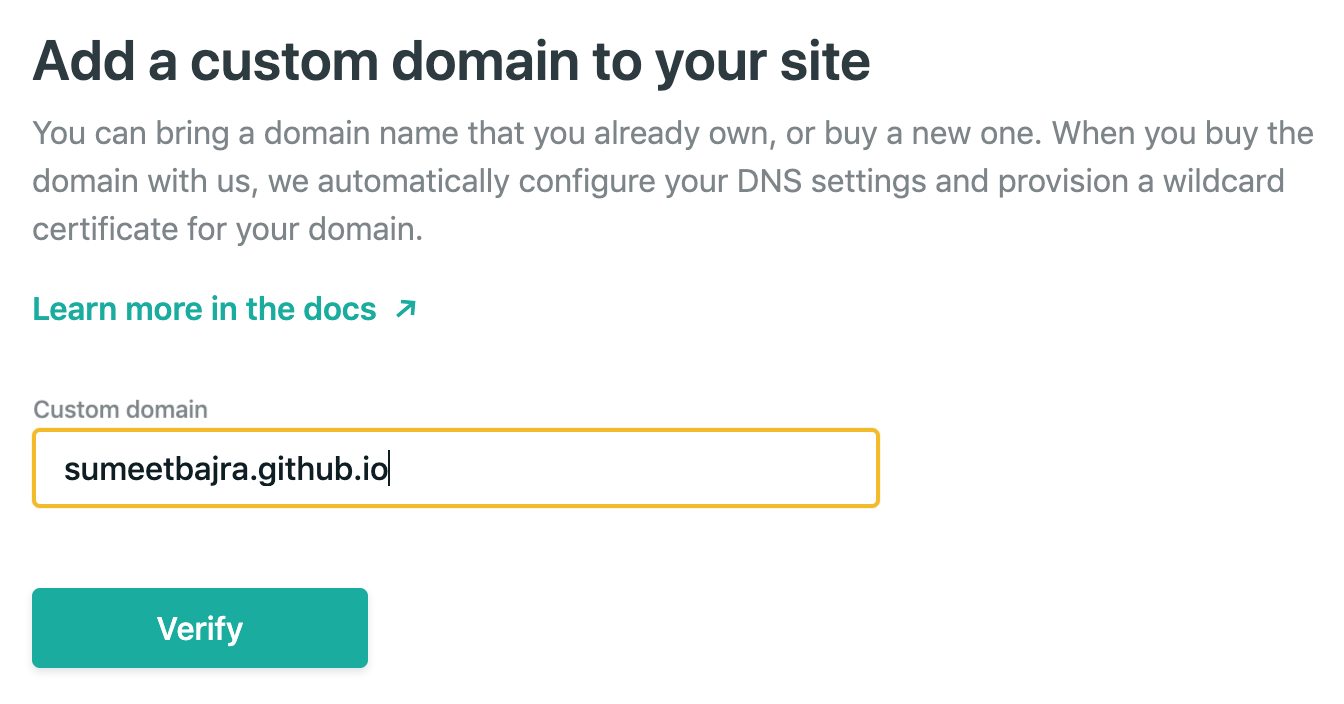 Add a custom domain to your site
You can bring a domain name that you already own, or buy a new one. When you buy the
domain with us, we automatically configure your DNS settings and provision a wildcard
certificate for your domain.
Learn more in the docs
Custom domain
sumeetbajra.github.io
Verify